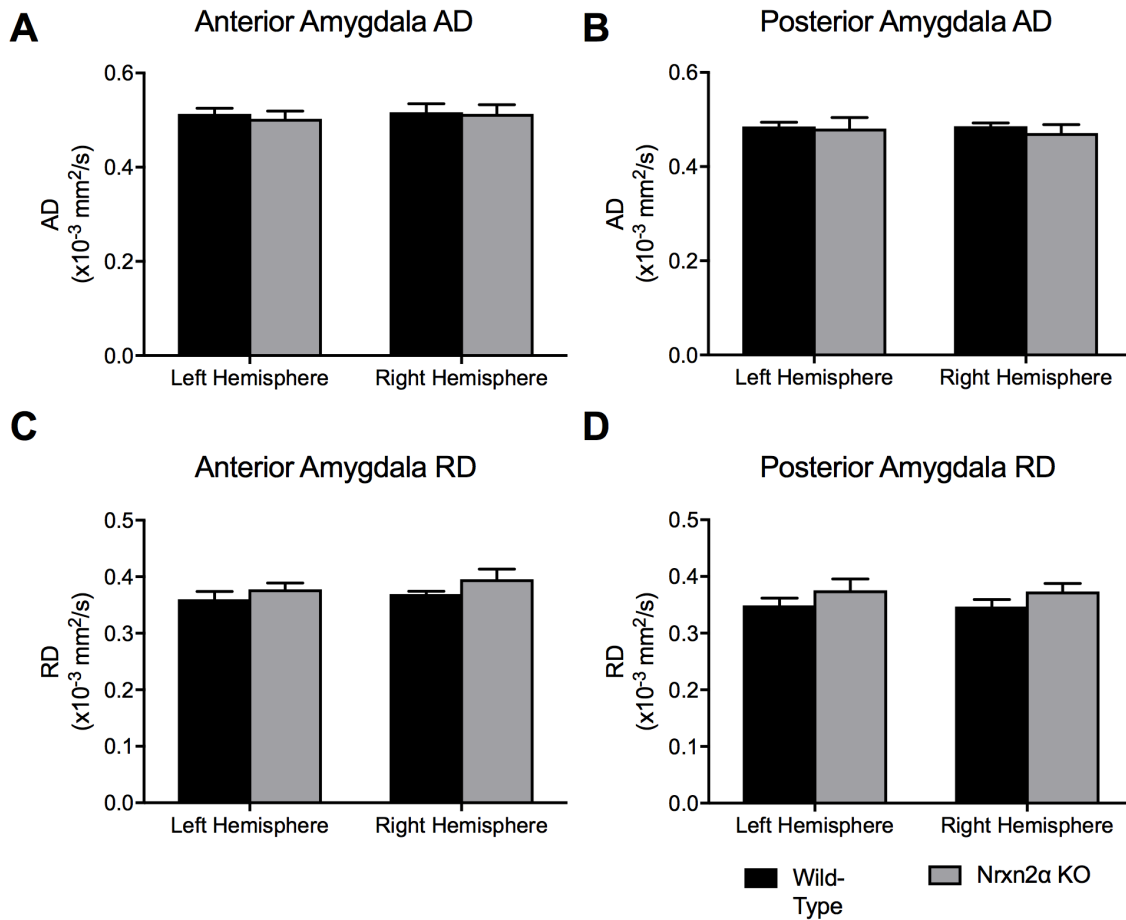 A
Anterior Amygdala AD
0.6
0.4
0.2
0.0
AD
(x10⁻³ mm²/s)
Left Hemisphere
Right Hemisphere
B
Posterior Amygdala AD
0.6
0.4
0.2
0.0
AD
(x10⁻³ mm²/s)
Left Hemisphere
Right Hemisphere
C
Anterior Amygdala RD
0.5
0.4
0.3
0.2
0.1
0.0
RD
(x10⁻³ mm²/s)
Left Hemisphere
Right Hemisphere
D
Posterior Amygdala RD
0.5
0.4
0.3
0.2
0.1
0.0
RD
(x10⁻³ mm²/s)
Left Hemisphere
Right Hemisphere
Wild-
Type
Nrxn2α KO